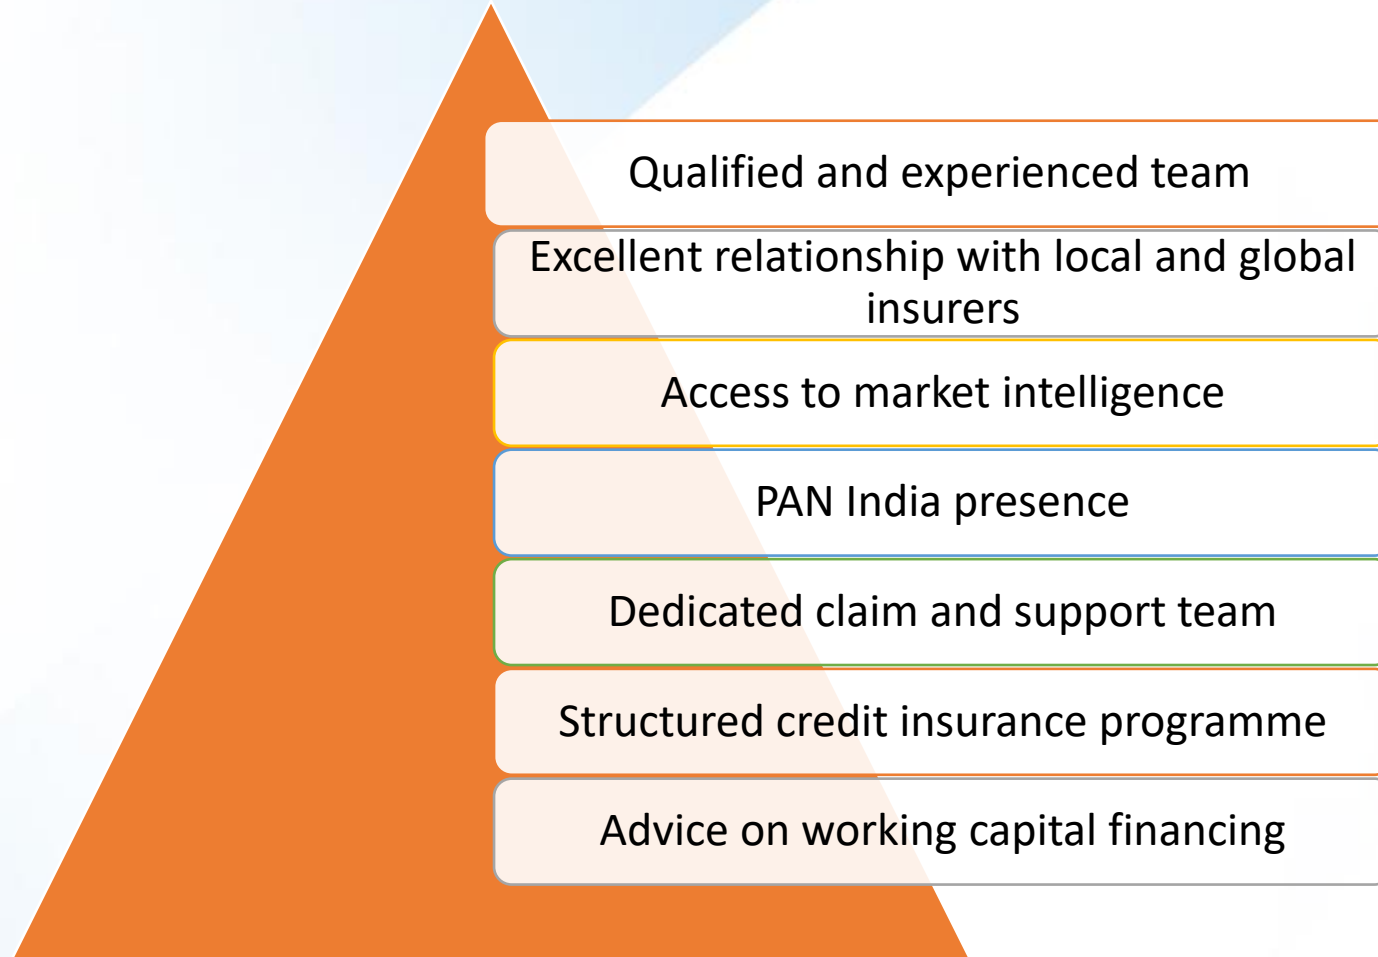 Qualified and experienced team
Excellent relationship with local and global
insurers
Access to market intelligence
PAN India presence
Dedicated claim and support team
Structured credit insurance programme
Advice on working capital financing